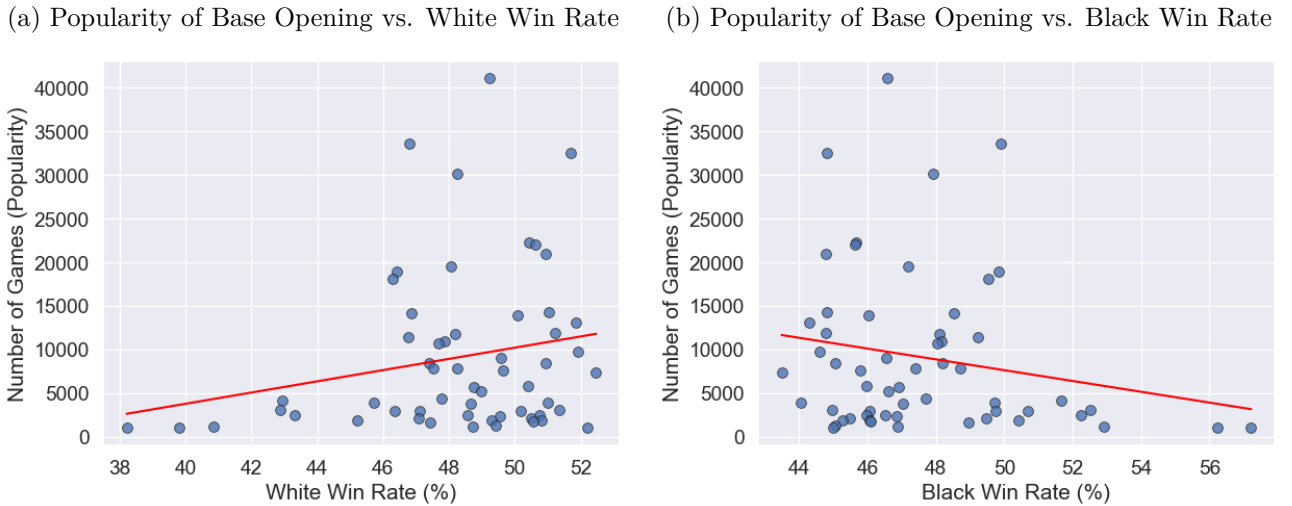 (a) Popularity of Base Opening vs. White Win Rate
Number of Games (Popularity)
40000
35000
30000
25000
20000
15000
10000
5000
0
38 40 42 44 46 48 50 52
White Win Rate (%)
(b) Popularity of Base Opening vs. Black Win Rate
Number of Games (Popularity)
40000
35000
30000
25000
20000
15000
10000
5000
0
44 46 48 50 52 54 56
Black Win Rate (%)